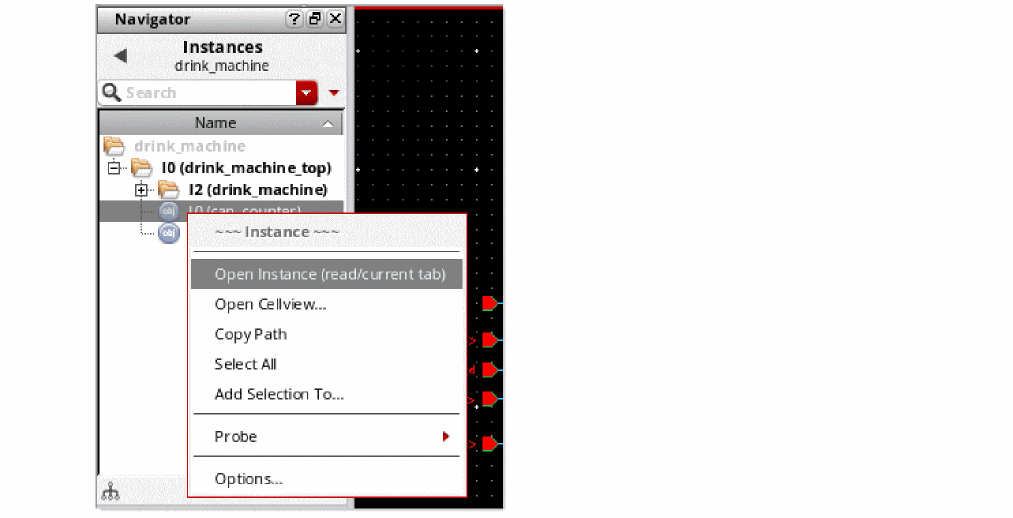 Navigator
Instances
drink_machine
Search
Name
drink_machine
I0 (drink_machine_top)
I2 (drink_machine)
I0 (can_counter)
~~~ Instance ~~~
Open Instance (read/current tab)
Open Cellview...
Copy Path
Select All
Add Selection To...
Probe
Options...